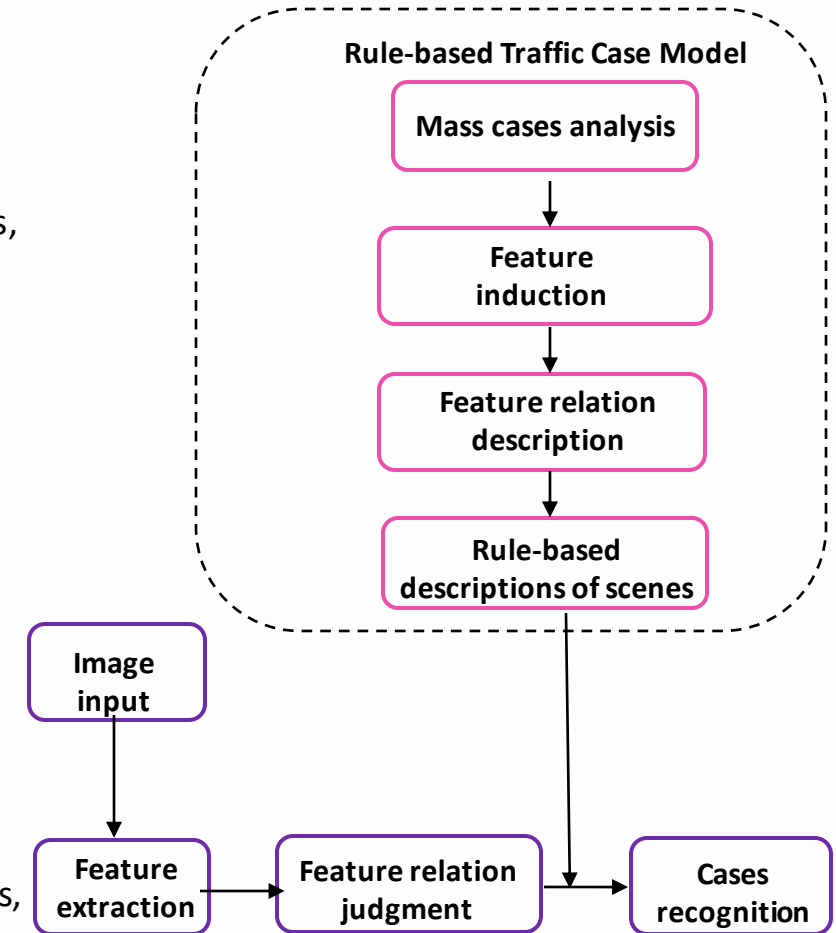 Rule-based Traffic Case Model
Mass cases analysis
s,
Feature
induction
Feature relation
description
Rule-based
descriptions of scenes
Image
input
Feature
extraction
Feature relation
judgment
Cases
recognition
s,